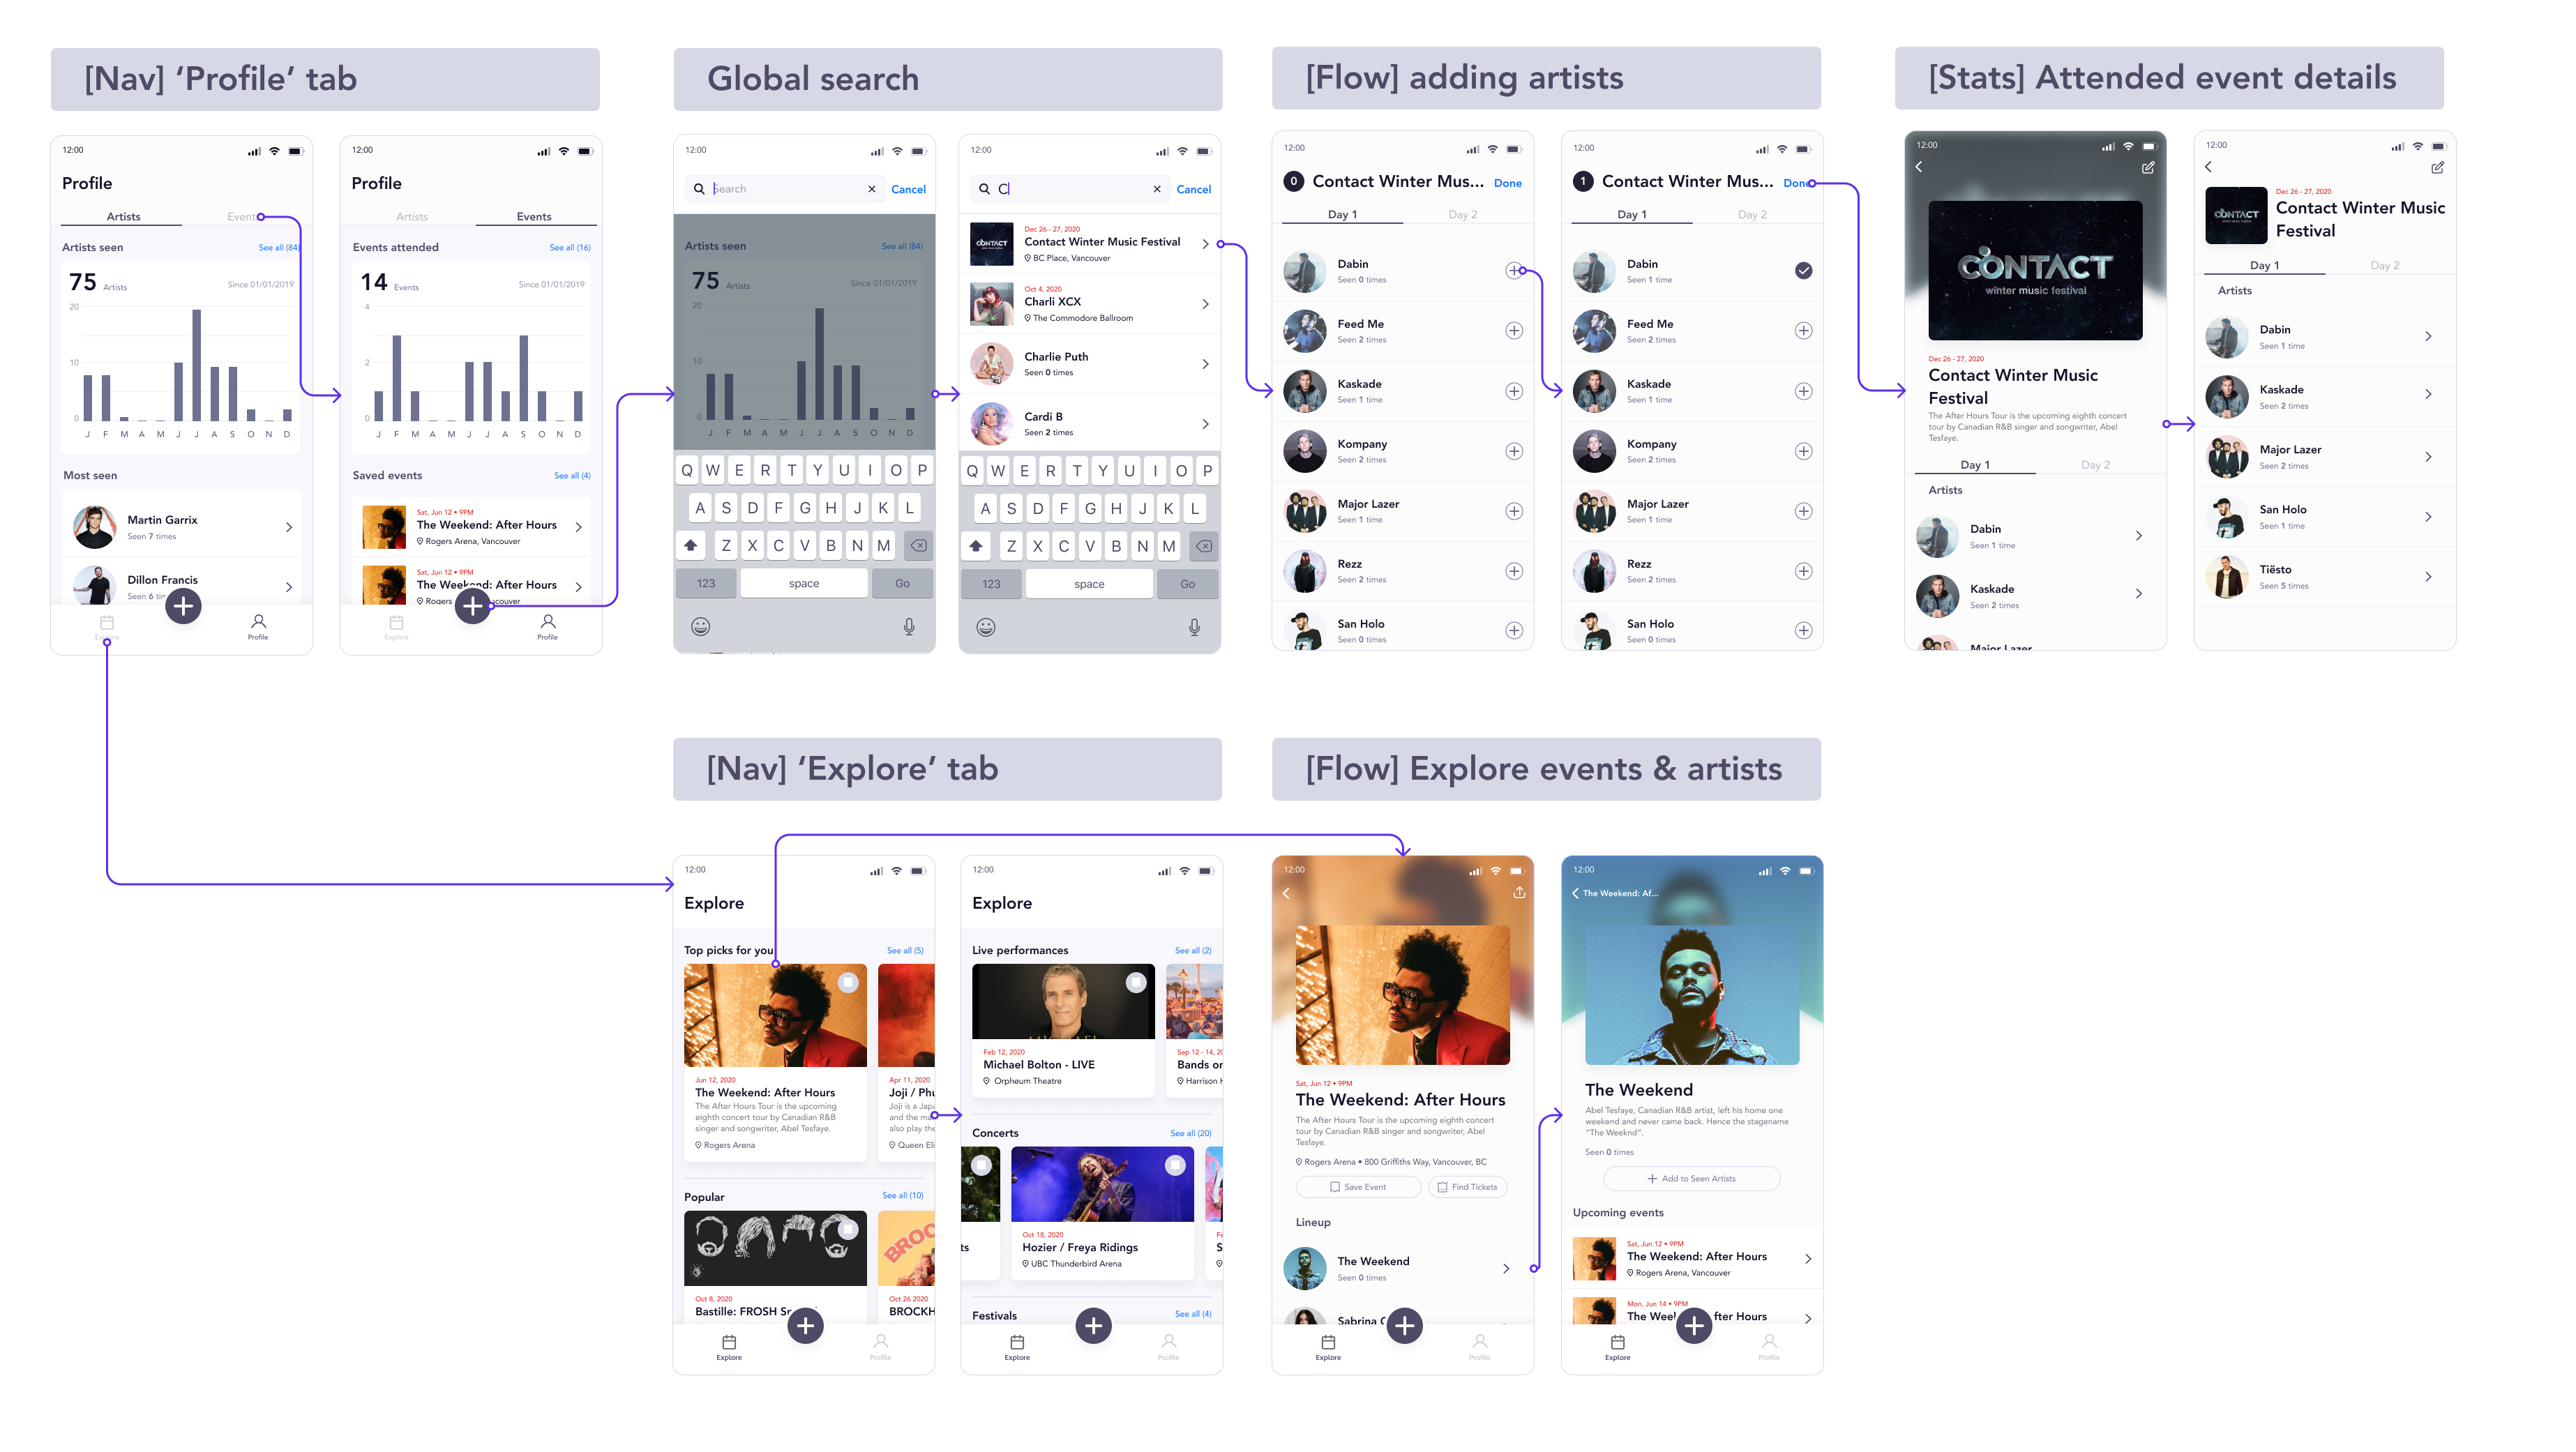 [Nav] ‘Profile’ tab
Global search
[Flow] adding artists
[Stats] Attended event details
12:00
Profile
Artists
Event
Artists seen
See all (84)
75 Artists
Since 01/01/2019
20
10
0
J F M A M J J A S O N D
Most seen
Martin Garrix
Seen 7 times
Dillon Francis
Seen 6 tim
Explore
Profile
12:00
Profile
Artists
Events
Events attended
See all (16)
14 Events
Since 01/01/2019
4
2
0
J F M A M J J A S O N D
Saved events
See all (4)
Sat, Jun 12 • 9PM
The Weekend: After Hours
Rogers Arena, Vancouver
Sat, Jun 12 • 9PM
The Weekend: After Hours
Rogers
couver
Explore
Profile
12:00
Search
Cancel
Artists seen
See all (84)
75 Artists
Since 01/01/2019
20
10
0
J F M A M J J A S O N D
Q W E R T Y U I O P
A S D F G H J K L
Z X C V B N M
123 space Go
12:00
C
Cancel
CONTACT
Dec 26 - 27, 2020
Contact Winter Music Festival
BC Place, Vancouver
Oct 4, 2020
Charli XCX
The Commodore Ballroom
Charlie Puth
Seen 0 times
Cardi B
Seen 2 times
Q W E R T Y U I O P
A S D F G H J K L
Z X C V B N M
123 space Go
12:00
0 Contact Winter Mus... Done
Day 1 Day 2
Dabin
Seen 0 times
Feed Me
Seen 2 times
Kaskade
Seen 1 time
Kompany
Seen 2 times
Major Lazer
Seen 1 time
Rezz
Seen 2 times
San Holo
Seen 0 times
12:00
1 Contact Winter Mus... Done
Day 1 Day 2
Dabin
Seen 1 time
Feed Me
Seen 2 times
Kaskade
Seen 1 time
Kompany
Seen 2 times
Major Lazer
Seen 1 time
Rezz
Seen 2 times
San Holo
Seen 0 times
12:00
CONTACT
winter music festival
Dec 26 - 27, 2020
Contact Winter Music
Festival
The After Hours Tour is the upcoming eighth concert
tour by Canadian R&B singer and songwriter, Abel
Tesfaye.
Day 1 Day 2
Artists
Dabin
Seen 1 time
Kaskade
Seen 2 times
Major Lazer
12:00
CONTACT
Dec 26 - 27, 2020
Contact Winter Music
Festival
Day 1 Day 2
Artists
Dabin
Seen 1 time
Kaskade
Seen 2 times
Major Lazer
Seen 2 times
San Holo
Seen 1 time
Tiësto
Seen 5 times
[Nav] ‘Explore’ tab
[Flow] Explore events & artists
12:00
Explore
Top picks for you
See all (5)
Jun 12, 2020
The Weekend: After Hours
The After Hours Tour is the upcoming
eighth concert tour by Canadian R&B
singer and songwriter, Abel Tesfaye.
Rogers Arena
Apr 11, 2020
Joji / Phu
Joji is a Japa
and the ma
also play the
Queen Eli
Popular
See all (10)
Oct 8, 2020
Bastille: FROSH S
BROC
Oct 26 2020
BROCKH
Explore
Profile
12:00
Explore
Live performances
See all (2)
Feb 12, 2020
Michael Bolton - LIVE
Orpheum Theatre
Sep 12 - 14, 20
Bands on
Harrison H
Concerts
See all (20)
ts
Oct 18, 2020
Hozier / Freya Ridings
UBC Thunderbird Arena
Fe
S
Festivals
See all (4)
Explore
Profile
12:00
Sat, Jun 12 • 9PM
The Weekend: After Hours
The After Hours Tour is the upcoming eighth concert
tour by Canadian R&B singer and songwriter, Abel
Tesfaye.
Rogers Arena • 800 Griffiths Way, Vancouver, BC
Save Event
Find Tickets
Lineup
The Weekend
Seen 0 times
Sabrina C
Explore
Profile
12:00
The Weekend: Af...
The Weekend
Abel Tesfaye, Canadian R&B artist, left his home one
weekend and never came back. Hence the stagename
“The Weeknd”.
Seen 0 times
Add to Seen Artists
Upcoming events
Sat, Jun 12 • 9PM
The Weekend: After Hours
Rogers Arena, Vancouver
Mon, Jun 14 • 9PM
The Weel
fter Hours
Explore
Profile